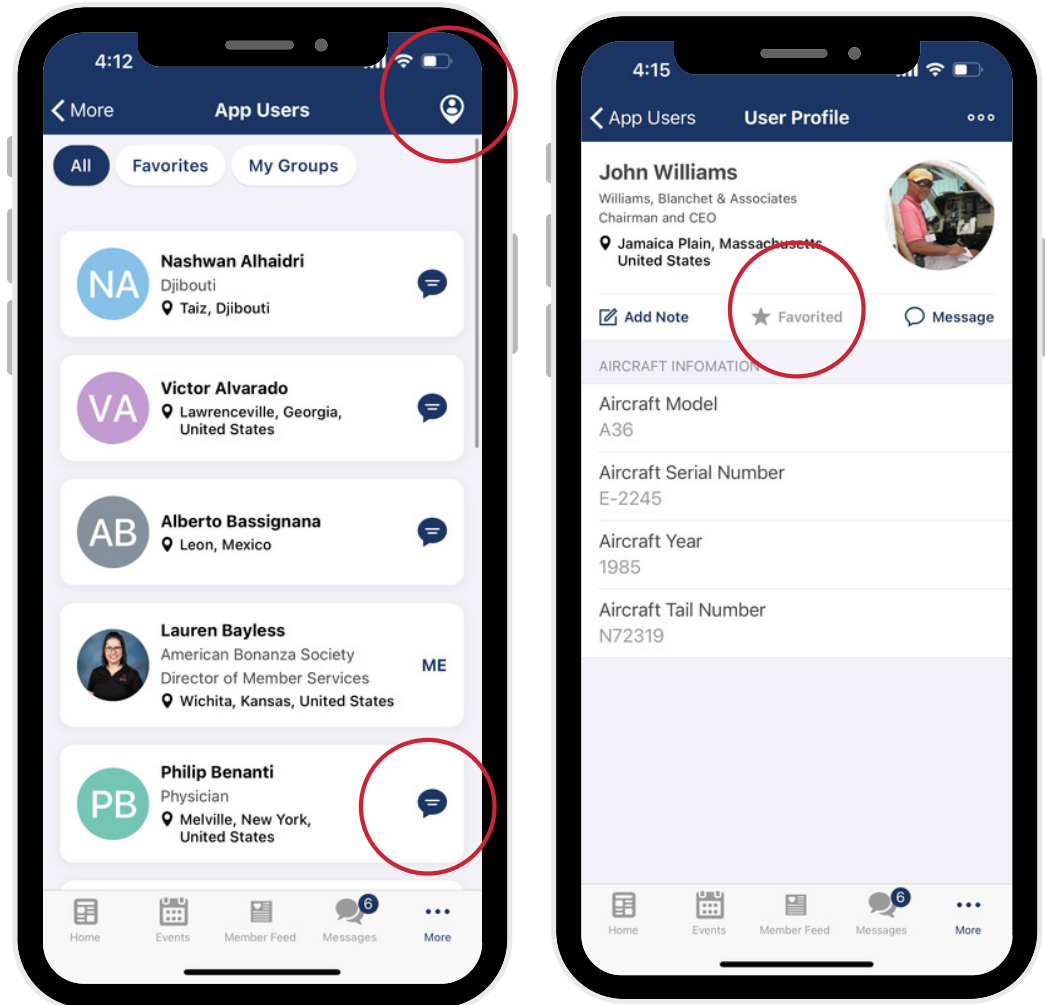 4:12
More
App Users
All
Favorites
My Groups
NA
Nashwan Alhaidri
Djibouti
Taiz, Djibouti
VA
Victor Alvarado
Lawrenceville, Georgia,
United States
AB
Alberto Bassignana
Leon, Mexico
Lauren Bayless
American Bonanza Society
Director of Member Services
Wichita, Kansas, United States
ME
PB
Philip Benanti
Physician
Melville, New York,
United States
Home
Events
Member Feed
6
Messages
More
4:15
App Users
User Profile
John Williams
Williams, Blanchet & Associates
Chairman and CEO
Jamaica Plain, Massachusetts
United States
Add Note
Favorited
Message
AIRCRAFT INFOMATION
Aircraft Model
A36
Aircraft Serial Number
E-2245
Aircraft Year
1985
Aircraft Tail Number
N72319
Home
Events
Member Feed
6
Messages
More